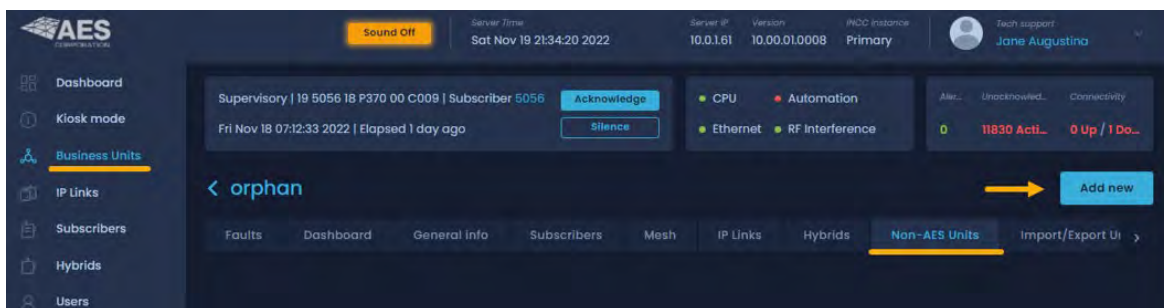 AES
CORPORATION
Sound Off
Server Time
Sat Nov 19 21:34:20 2022
Server IP
10.0.1.61
Version
10.00.01.0008
INCC Instance
Primary
Tech support
Jane Augustina
Dashboard
Kiosk mode
Business Units
IP Links
Subscribers
Hybrids
Users
Supervisory | 19 5056 18 P370 00 C009 | Subscriber 5056
Acknowledge
Fri Nov 18 07:12:33 2022 | Elapsed 1 day ago
Silence
CPU
Automation
Ethernet
RF Interference
Aler...
Unacknowled...
Connectivity
0
11830 Acti...
0 Up / 1 Do...
< orphan
Add new
Faults
Dashboard
General info
Subscribers
Mesh
IP Links
Hybrids
Non-AES Units
Import/Export Ur >